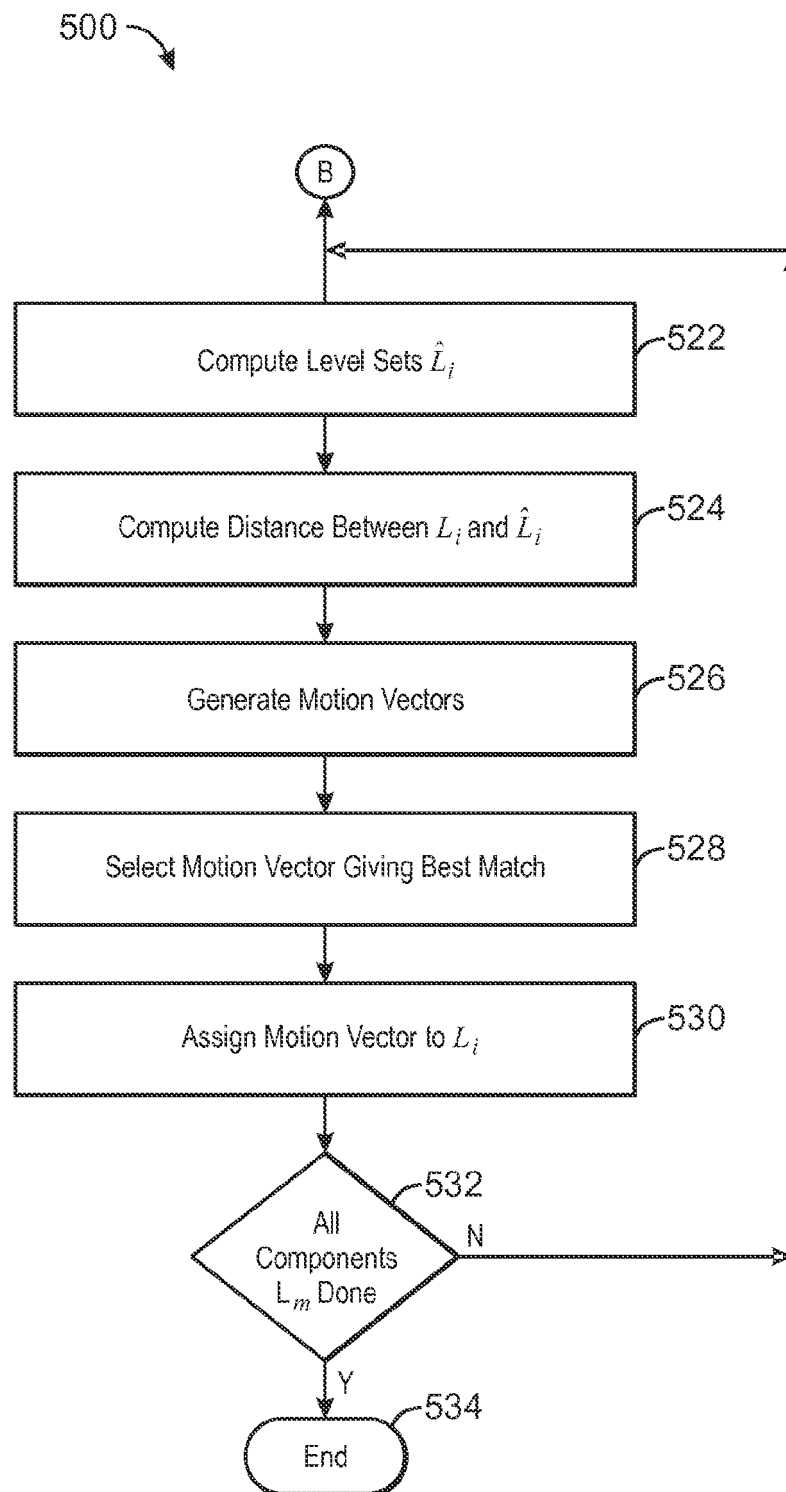 500
B
Compute Level Sets L̂i
522
Compute Distance Between Li and L̂i
524
Generate Motion Vectors
526
Select Motion Vector Giving Best Match
528
Assign Motion Vector to Li
530
532
All
Components
Lm Done
N
Y
534
End